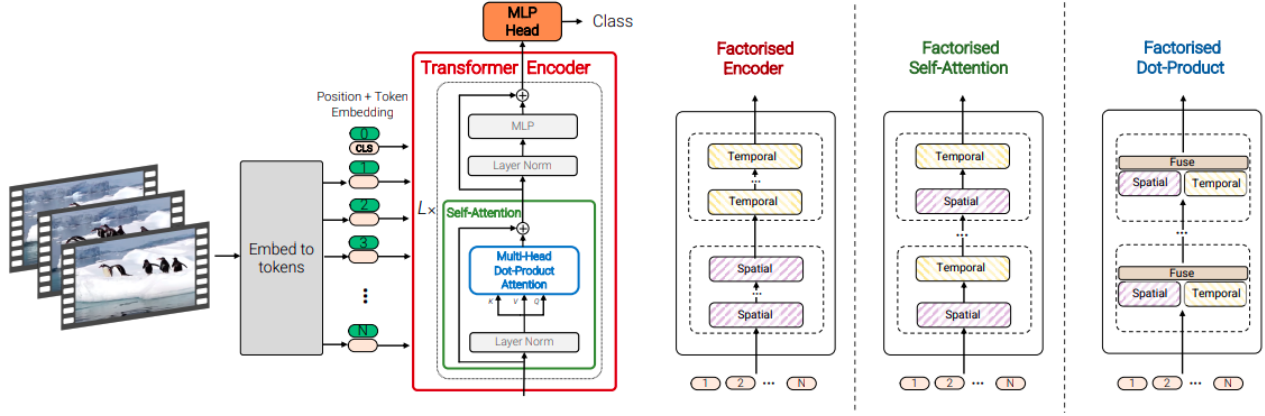 MLP
Head
Class
Transformer Encoder
Position + Token
Embedding
0
CLS
1
2
3
N
Embed to
tokens
L×
MLP
Layer Norm
Self-Attention
Multi-Head
Dot-Product
Attention
K V Q
Layer Norm
Factorised
Encoder
Temporal
...
Temporal
...
Spatial
...
Spatial
1 2 ... N
Factorised
Self-Attention
Temporal
Spatial
...
Temporal
Spatial
1 2 ... N
Factorised
Dot-Product
Fuse
Spatial Temporal
...
Fuse
Spatial Temporal
1 2 ... N